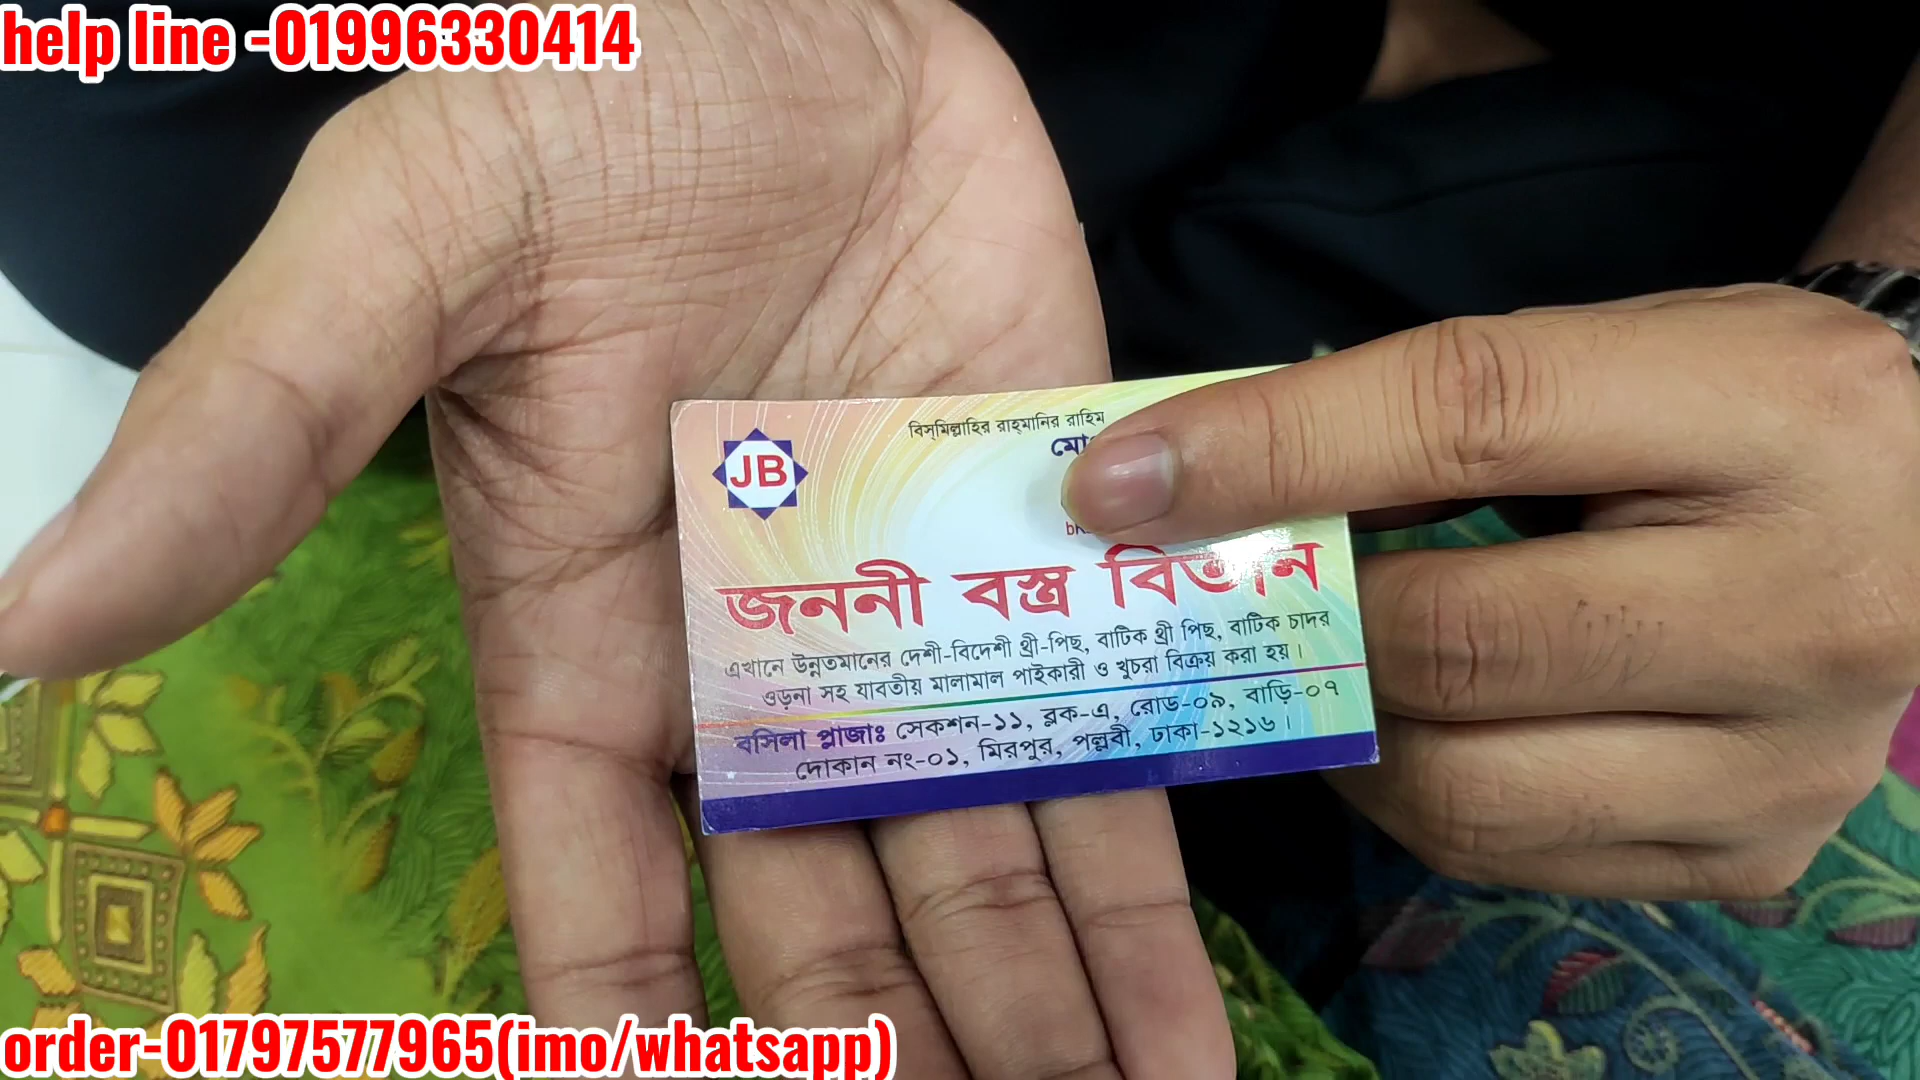 help line -01996330414
বিস্‌মিল্লাহির রাহ্‌মানির রাহিম
JB
জননী বস্ত্র বিতান
এখানে উন্নতমানের দেশী-বিদেশী থ্রী-পিছ, বাটিক থ্রী পিছ, বাটিক চাদর
ওড়না সহ যাবতীয় মালামাল পাইকারী ও খুচরা বিক্রয় করা হয়।
বসিলা প্লাজাঃ সেকশন-১১, ব্লক-এ, রোড-০৯, বাড়ি-০৭
দোকান নং-০১, মিরপুর, পল্লবী, ঢাকা-১২১৬।
order-01797577965(imo/whatsapp)